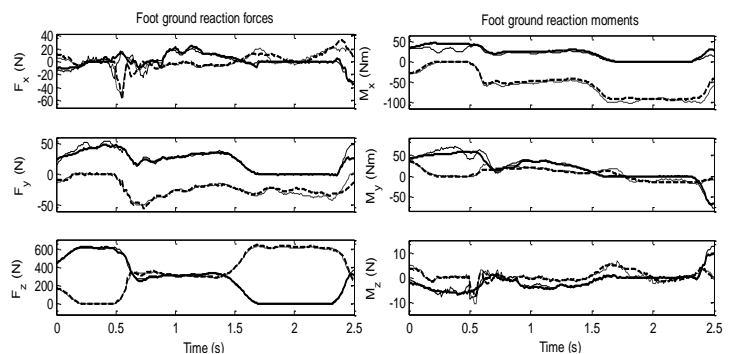 Foot ground reaction forces
40
20
0
-20
-40
-60
F_x (N)
50
0
-50
F_y (N)
600
400
200
0
F_z (N)
0 0.5 1 1.5 2 2.5
Time (s)
Foot ground reaction moments
50
0
-50
-100
M_x (Nm)
50
0
-50
M_y (Nm)
10
0
-10
M_z (N)
0 0.5 1 1.5 2 2.5
Time (s)